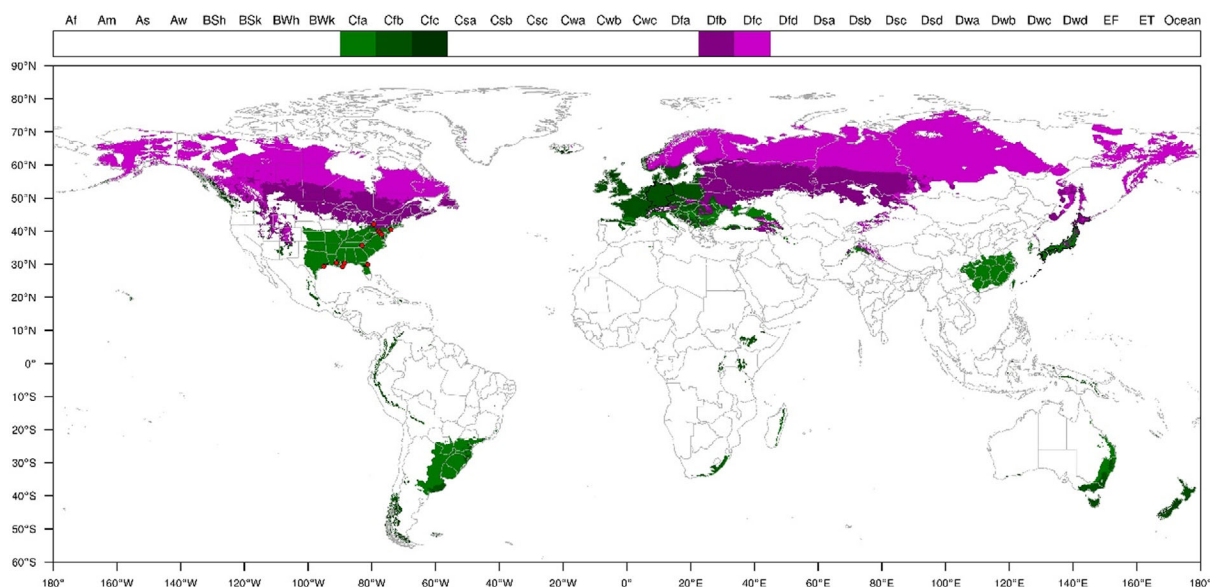 Af Am As Aw BSh BSk BWh BWk Cfa Cfb Cfc Csa Csb Csc Cwa Cwb Cwc Dfa Dfb Dfc Dfd Dsa Dsb Dsc Dsd Dwa Dwb Dwc Dwd EF ET Ocean
90°N
80°N
70°N
60°N
50°N
40°N
30°N
20°N
10°N
0°
10°S
20°S
30°S
40°S
50°S
60°S
180° 160°W 140°W 120°W 100°W 80°W 60°W 40°W 20°W 0° 20°E 40°E 60°E 80°E 100°E 120°E 140°E 160°E 180°